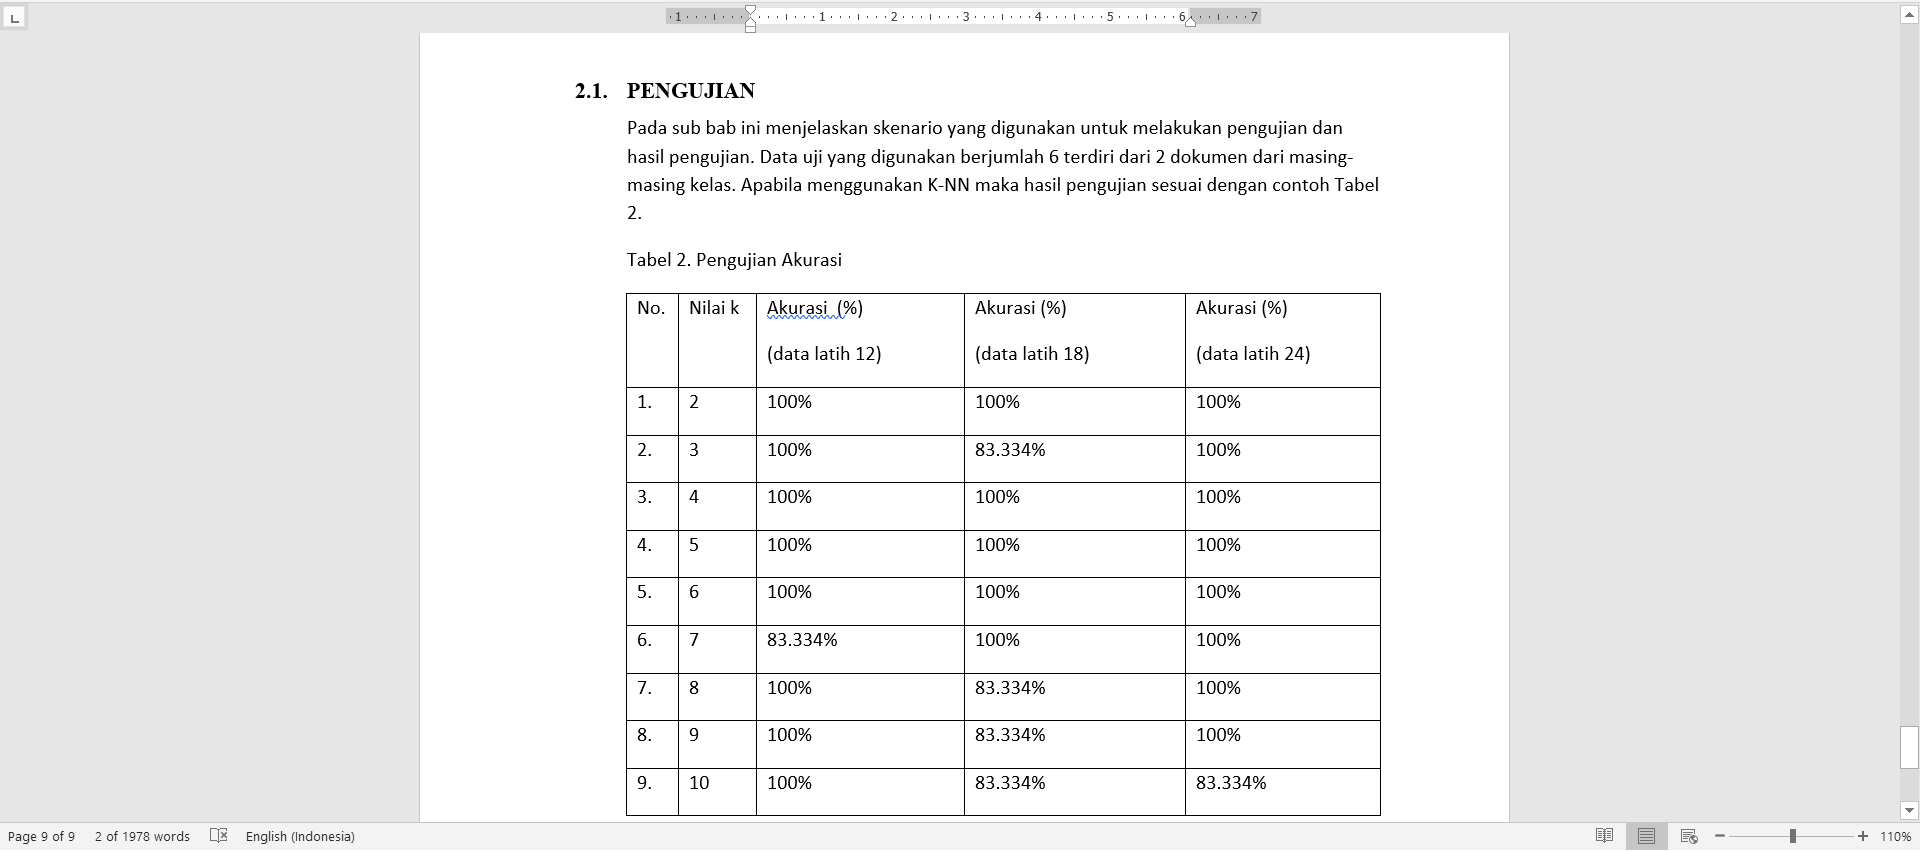 1 1 2 3 4 5 6 7
2.1. PENGUJIAN
Pada sub bab ini menjelaskan skenario yang digunakan untuk melakukan pengujian dan
hasil pengujian. Data uji yang digunakan berjumlah 6 terdiri dari 2 dokumen dari masing-
masing kelas. Apabila menggunakan K-NN maka hasil pengujian sesuai dengan contoh Tabel
2.
Tabel 2. Pengujian Akurasi
No. Nilai k Akurasi  (%) Akurasi (%) Akurasi (%)
(data latih 12) (data latih 18) (data latih 24)
1. 2 100% 100% 100%
2. 3 100% 83.334% 100%
3. 4 100% 100% 100%
4. 5 100% 100% 100%
5. 6 100% 100% 100%
6. 7 83.334% 100% 100%
7. 8 100% 83.334% 100%
8. 9 100% 83.334% 100%
9. 10 100% 83.334% 83.334%
Page 9 of 9 2 of 1978 words English (Indonesia) 110%